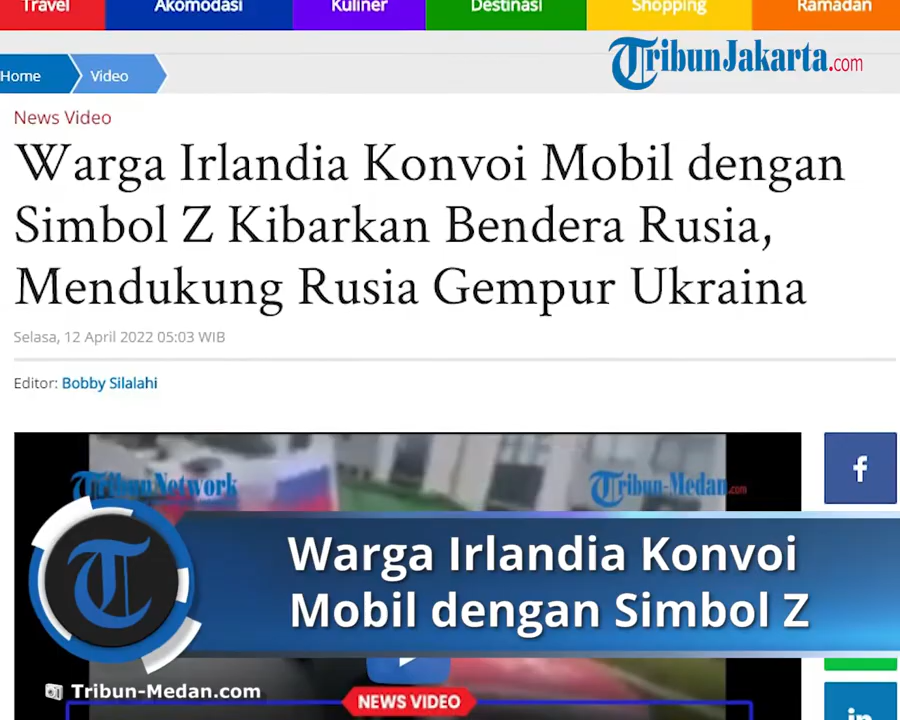 Travel
Akomodasi
Kuliner
Destinasi
Shopping
Ramadan
Home
Video
TribunJakarta.com
News Video
Warga Irlandia Konvoi Mobil dengan
Simbol Z Kibarkan Bendera Rusia,
Mendukung Rusia Gempur Ukraina
Selasa, 12 April 2022 05:03 WIB
Editor: Bobby Silalahi
TribunNetwork
Tribun-Medan.com
f
T
Warga Irlandia Konvoi
Mobil dengan Simbol Z
Tribun-Medan.com
NEWS VIDEO
in